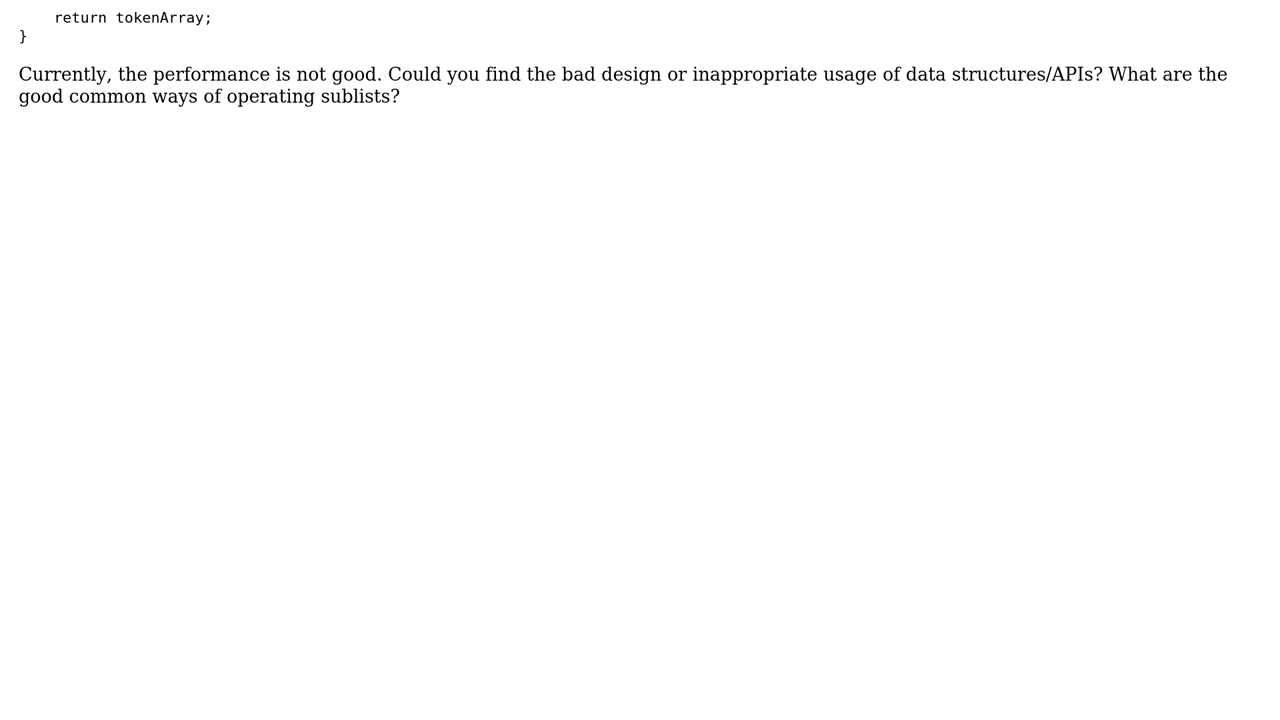 return tokenArray;
}
Currently, the performance is not good. Could you find the bad design or inappropriate usage of data structures/APIs? What are the
good common ways of operating sublists?